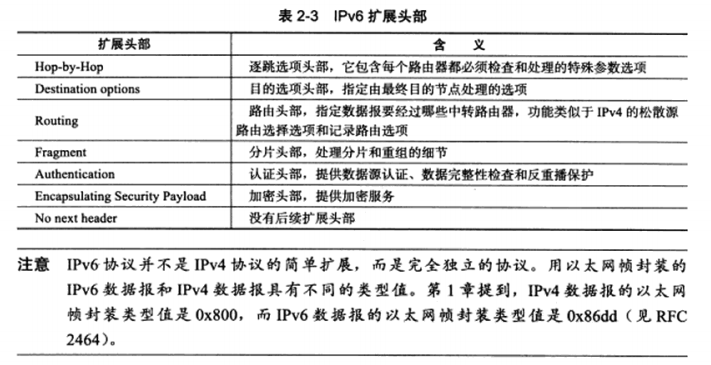 表 2-3 IPv6 扩展头部
扩展头部 含 义
Hop-by-Hop 逐跳选项头部，它包含每个路由器都必须检查和处理的特殊参数选项
Destination options 目的选项头部，指定由最终目的节点处理的选项
Routing 路由头部，指定数据报要经过哪些中转路由器，功能类似于 IPv4 的松散源
路由选择选项和记录路由选项
Fragment 分片头部，处理分片和重组的细节
Authentication 认证头部，提供数据源认证、数据完整性检查和反重播保护
Encapsulating Security Payload 加密头部，提供加密服务
No next header 没有后续扩展头部
注意 IPv6 协议并不是 IPv4 协议的简单扩展，而是完全独立的协议。用以太网帧封装的
IPv6 数据报和 IPv4 数据报具有不同的类型值。第 1 章提到，IPv4 数据报的以太网
帧封装类型值是 0x800，而 IPv6 数据报的以太网帧封装类型值是 0x86dd（见 RFC
2464）。